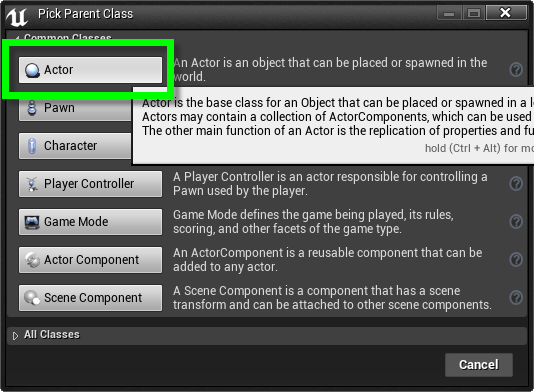 Pick Parent Class
Common Classes
Actor
An Actor is an object that can be placed or spawned in the
world.
Actor is the base class for an Object that can be placed or spawned in a l
Actors may contain a collection of ActorComponents, which can be used
The other main function of an Actor is the replication of properties and fu
hold (Ctrl + Alt) for mo
Pawn
Character
Player Controller
A Player Controller is an actor responsible for controlling a
Pawn used by the player.
Game Mode
Game Mode defines the game being played, its rules,
scoring, and other facets of the game type.
Actor Component
An ActorComponent is a reusable component that can be
added to any actor.
Scene Component
A Scene Component is a component that has a scene
transform and can be attached to other scene components.
All Classes
Cancel